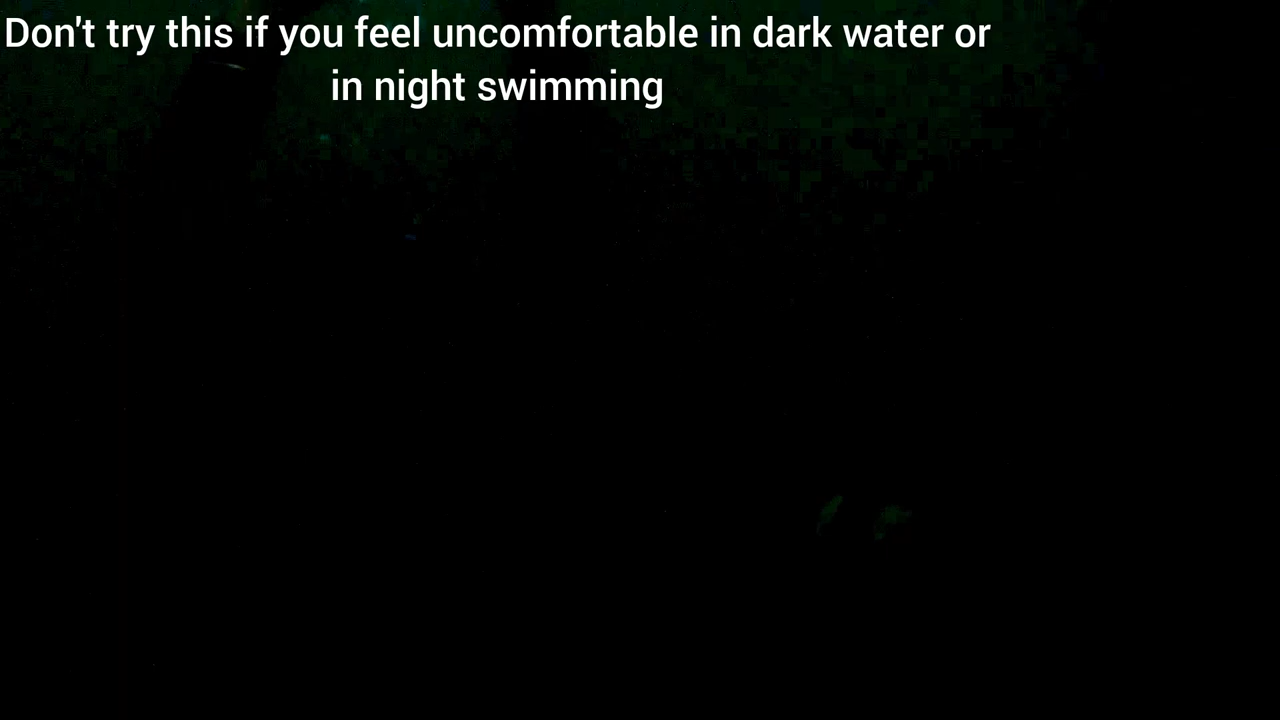 Don't try this if you feel uncomfortable in dark water or
in night swimming